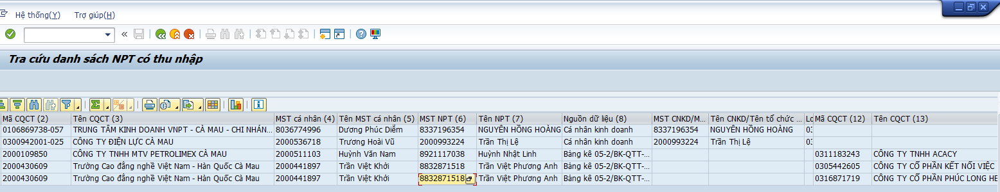 Hệ thống(Y) Trợ giúp(H)
Tra cứu danh sách NPT có thu nhập
Mã CQCT (2) Tên CQCT (3) MST cá nhân (4) Tên MST cá nhân (5) MST NPT (6) Tên NPT (7) Nguồn dữ liệu (8) MST CNKD/M... Tên CNKD/Tên tổ chức ... Lo Mã CQCT (12) Tên CQCT (13)
0106869738-057 TRUNG TÂM KINH DOANH VNPT - CÀ MAU - CHI NHÁN... 8036774996 Dương Phúc Diễm 8337196354 NGUYỄN HỒNG HOÀNG Cá nhân kinh doanh 8337196354 NGUYỄN HỒNG HOÀNG 03
0300942001-025 CÔNG TY ĐIỆN LỰC CÀ MAU 2000536718 Trương Hoài Vũ 2000993224 Trần Thị Lệ Cá nhân kinh doanh 2000993224 Trần Thị Lệ 03
2000109850 CÔNG TY TNHH MTV PETROLIMEX CÀ MAU 2000511103 Huỳnh Văn Nam 8921117038 Huỳnh Nhật Linh Bảng kê 05-2/BK-QTT-... 0311183243 CÔNG TY TNHH ACACY
2000430609 Trường Cao đẳng nghề Việt Nam - Hàn Quốc Cà Mau 2000441897 Trần Việt Khởi 8832871518 Trần Việt Phương Anh Bảng kê 05-2/BK-QTT-... 0305442605 CÔNG TY CỔ PHẦN KẾT NỐI VIỆC
2000430609 Trường Cao đẳng nghề Việt Nam - Hàn Quốc Cà Mau 2000441897 Trần Việt Khởi 8832871518 Trần Việt Phương Anh Bảng kê 05-2/BK-QTT-... 0316871719 CÔNG TY CỔ PHẦN PHÚC LONG HE